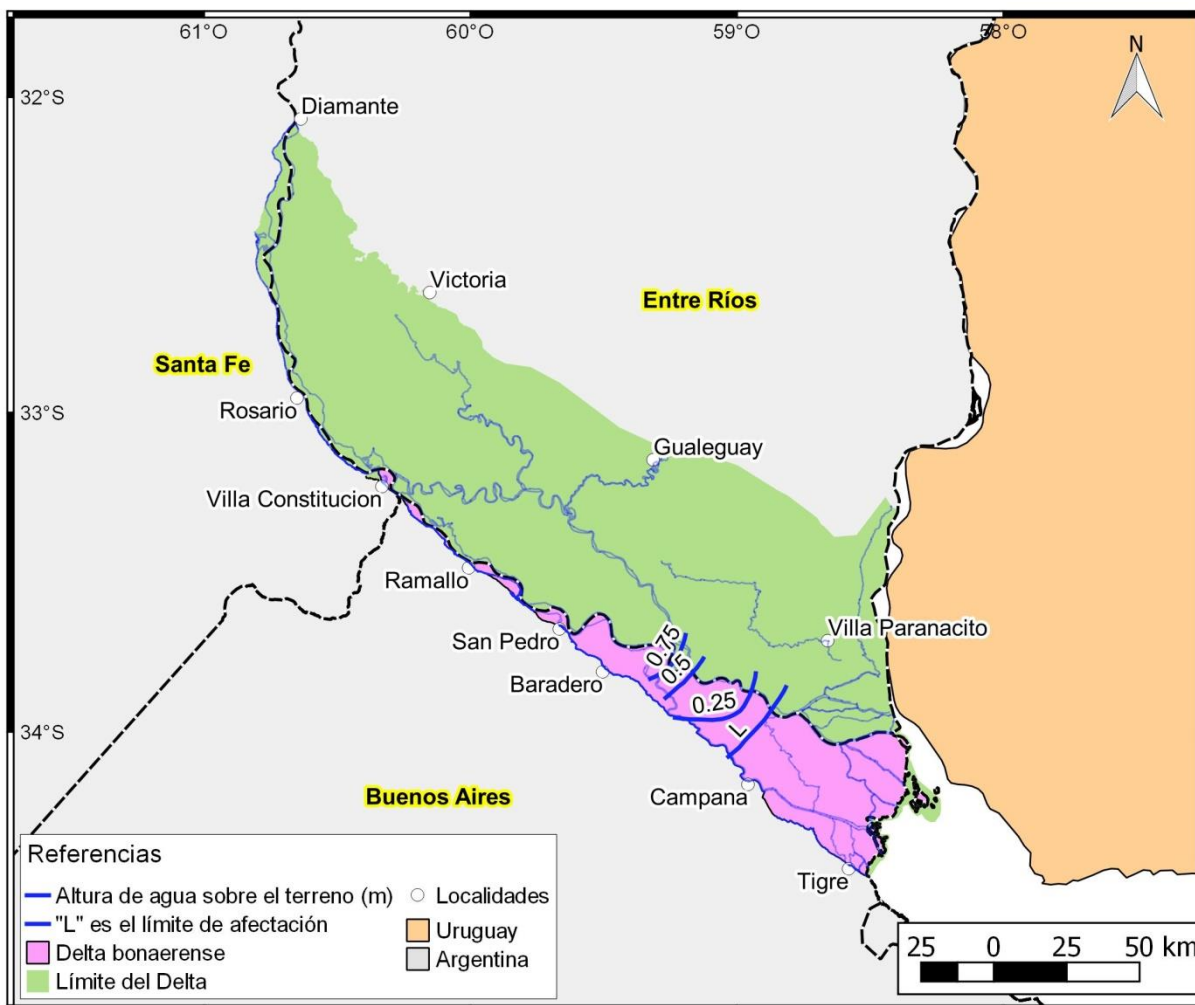 61°O
60°O
59°O
58°O
N
32°S
Diamante
Victoria
Entre Ríos
Santa Fe
Rosario
33°S
Gualeguay
Villa Constitucion
Ramallo
San Pedro
0.75
Villa Paranacito
0.5
Baradero
0.25
L
34°S
Campana
Buenos Aires
Tigre
Referencias
Altura de agua sobre el terreno (m)
"L" es el límite de afectación
Delta bonaerense
Límite del Delta
Localidades
Uruguay
Argentina
25 0 25 50 km